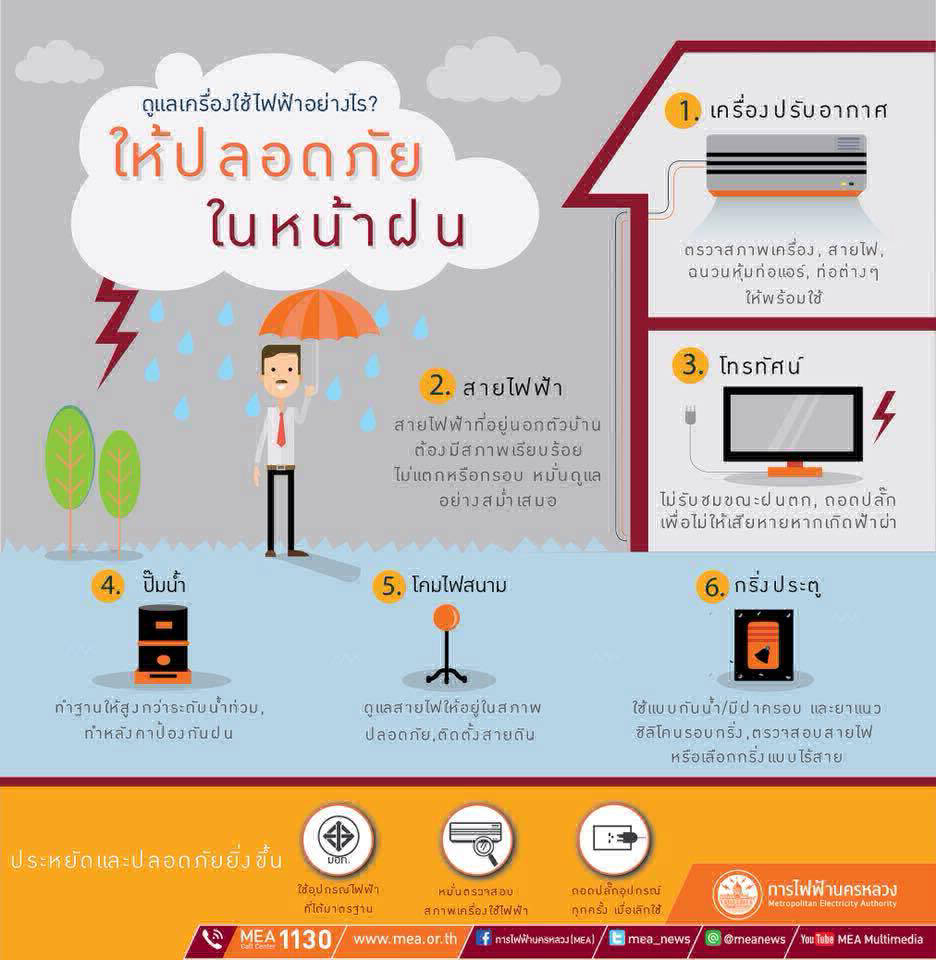 ดูแลเครื่องใช้ไฟฟ้าอย่างไร?
ให้ปลอดภัย
ในหน้าฝน
1. เครื่องปรับอากาศ
ตรวจสภาพเครื่อง, สายไฟ,
ฉนวนหุ้มท่อแอร์, ท่อต่างๆ
ให้พร้อมใช้
2. สายไฟฟ้า
สายไฟฟ้าที่อยู่นอกตัวบ้าน
ต้องมีสภาพเรียบร้อย
ไม่แตกหรือกรอบ หมั่นดูแล
อย่างสม่ำเสมอ
3. โทรทัศน์
ไม่รับชมขณะฝนตก, ถอดปลั๊ก
เพื่อไม่ให้เสียหายหากเกิดฟ้าผ่า
4. ปั๊มน้ำ
ทำฐานให้สูงกว่าระดับน้ำท่วม,
ทำหลังคาป้องกันฝน
5. โคมไฟสนาม
ดูแลสายไฟให้อยู่ในสภาพ
ปลอดภัย,ติดตั้งสายดิน
6. กริ่งประตู
ใช้แบบกันน้ำ/มีฝาครอบ และยาแนว
ซิลิโคนรอบกริ่ง,ตรวจสอบสายไฟ
หรือเลือกกริ่งแบบไร้สาย
ประหยัดและปลอดภัยยิ่งขึ้น
มอก.
ใช้อุปกรณ์ไฟฟ้า
ที่ได้มาตรฐาน
หมั่นตรวจสอบ
สภาพเครื่องใช้ไฟฟ้า
ถอดปลั๊กอุปกรณ์
ทุกครั้ง เมื่อเลิกใช้
การไฟฟ้านครหลวง
Metropolitan Electricity Authority
MEA 1130
Call Center
www.mea.or.th
การไฟฟ้านครหลวง (MEA)
mea_news
@meanews
You Tube MEA Multimedia